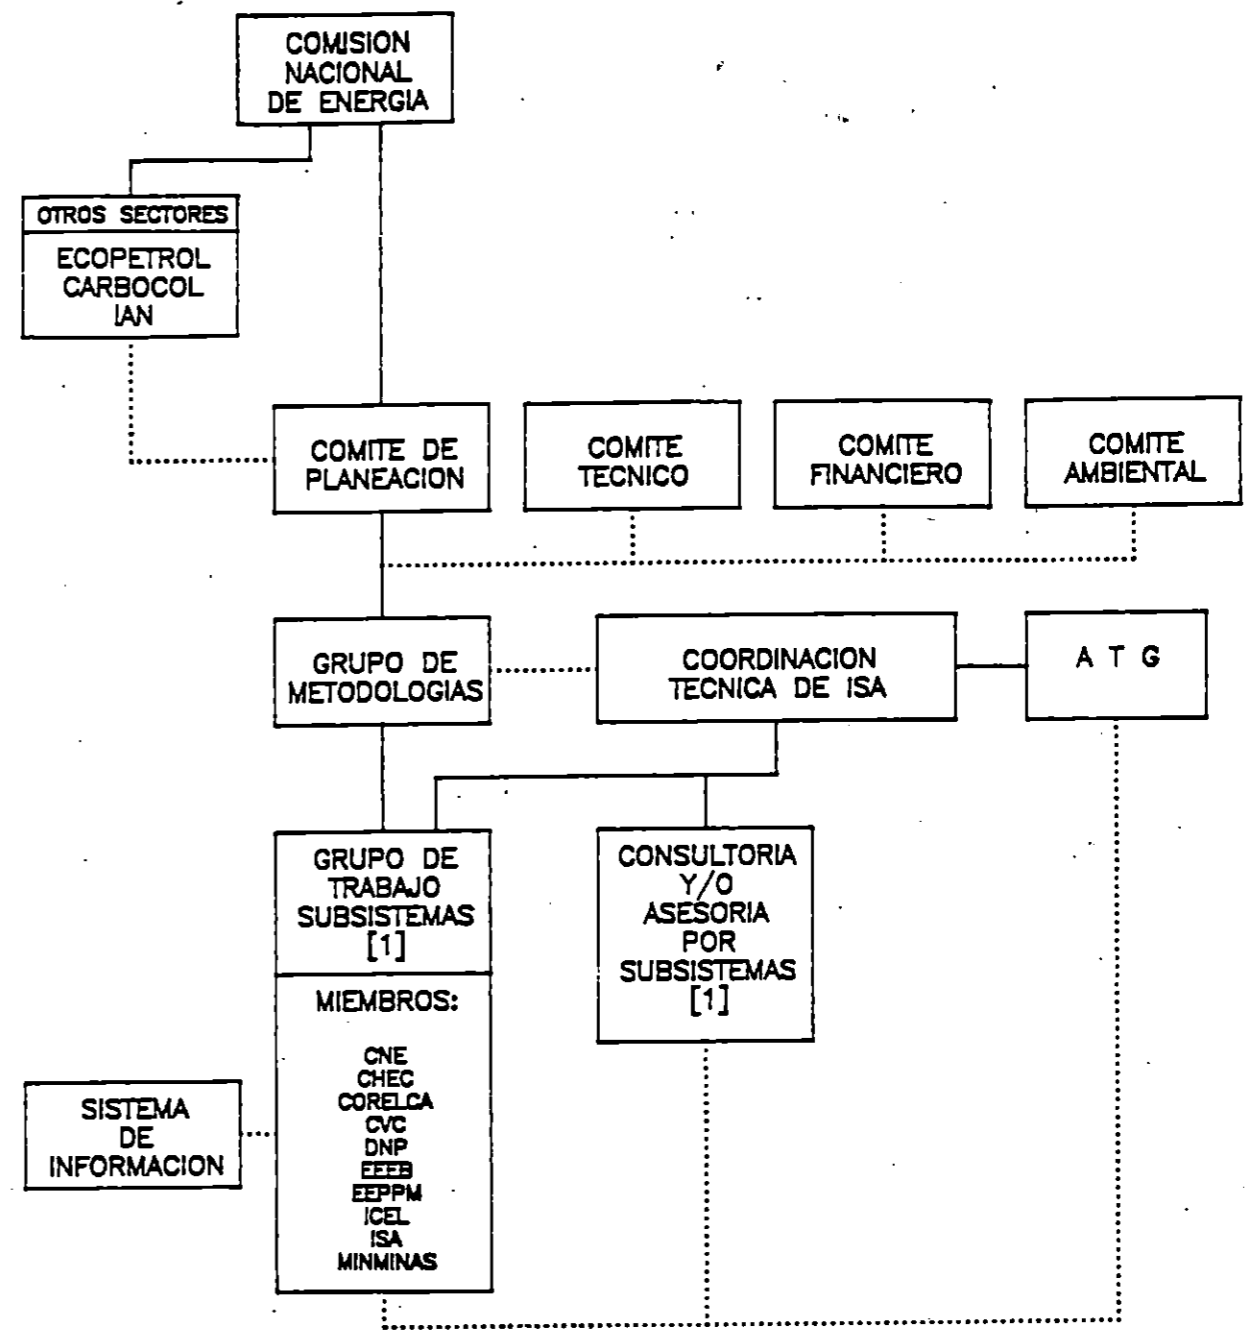 COMISION
NACIONAL
DE ENERGIA
OTROS SECTORES
ECOPETROL
CARBOCOL
IAN
COMITE DE
PLANEACION
COMITE
TECNICO
COMITE
FINANCIERO
COMITE
AMBIENTAL
GRUPO DE
METODOLOGIAS
COORDINACION
TECNICA DE ISA
A T G
GRUPO DE
TRABAJO
SUBSISTEMAS
[1]
CONSULTORIA
Y/O
ASESORIA
POR
SUBSISTEMAS
[1]
MIEMBROS:
CNE
CHEC
CORELCA
CVC
DNP
EEEB
EEPPM
ICEL
ISA
MINMINAS
SISTEMA
DE
INFORMACION